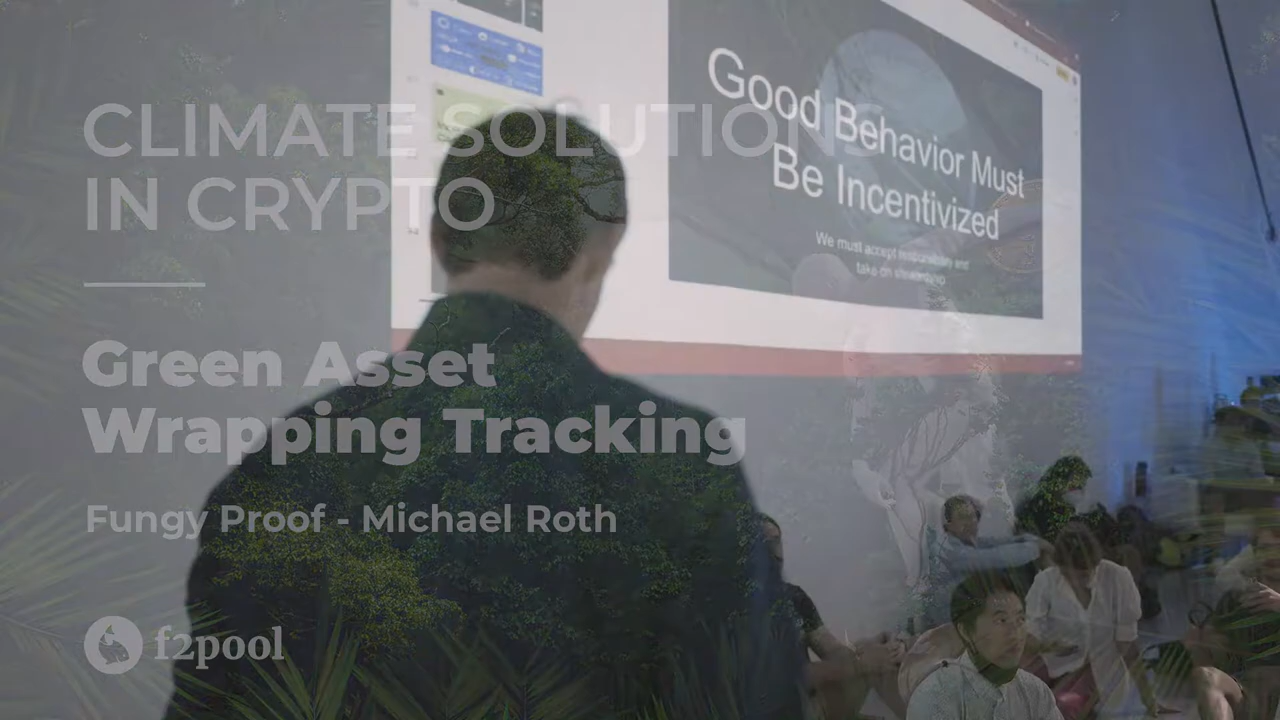 CLIMATE SOLUTIONS
IN CRYPTO
Green Asset
Wrapping Tracking
Fungy Proof - Michael Roth
f2pool
Good Behavior Must
Be Incentivized
We must accept responsibility and
take on stewardship